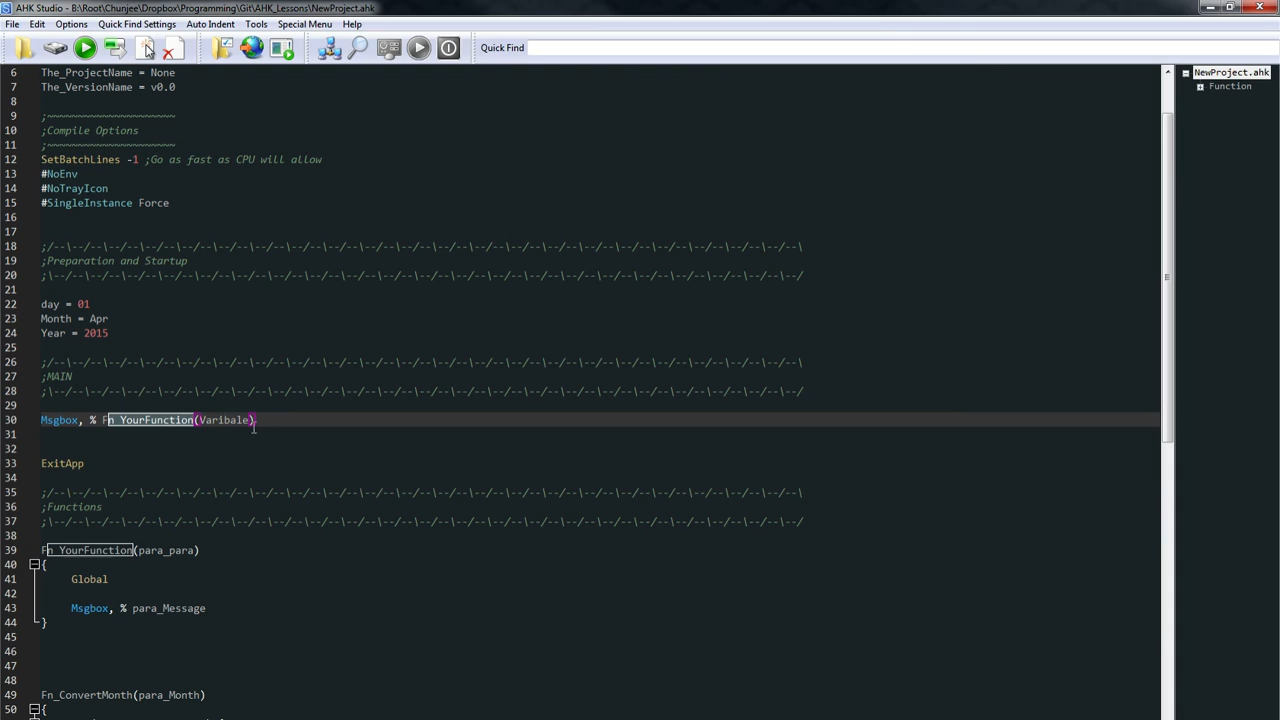 AHK Studio - B:\Root\Chunjee\Dropbox\Programming\Git\AHK_Lessons\NewProject.ahk
File Edit Options Quick Find Settings Auto Indent Tools Special Menu Help
Quick Find
NewProject.ahk
Function
6 The_ProjectName = None
7 The_VersionName = v0.0
8
9 ;~~~~~~~~~~~~~~~~~~~~~
10 ;Compile Options
11 ;~~~~~~~~~~~~~~~~~~~~~
12 SetBatchLines -1 ;Go as fast as CPU will allow
13 #NoEnv
14 #NoTrayIcon
15 #SingleInstance Force
16
17
18 ;/--\--/--\--/--\--/--\--/--\--/--\--/--\--/--\--/--\--/--\--/--\--/--\--/--\--/--\--/--\--/--\--/--\--/--\--/--\--/--\--/--\
19 ;Preparation and Startup
20 ;\--/--\--/--\--/--\--/--\--/--\--/--\--/--\--/--\--/--\--/--\--/--\--/--\--/--\--/--\--/--\--/--\--/--\--/--\--/--\--/--\--/
21
22 day = 01
23 Month = Apr
24 Year = 2015
25
26 ;/--\--/--\--/--\--/--\--/--\--/--\--/--\--/--\--/--\--/--\--/--\--/--\--/--\--/--\--/--\--/--\--/--\--/--\--/--\--/--\--/--\
27 ;MAIN
28 ;\--/--\--/--\--/--\--/--\--/--\--/--\--/--\--/--\--/--\--/--\--/--\--/--\--/--\--/--\--/--\--/--\--/--\--/--\--/--\--/--\--/
29
30 Msgbox, % Fn YourFunction(Varibale)
31
32
33 ExitApp
34
35 ;/--\--/--\--/--\--/--\--/--\--/--\--/--\--/--\--/--\--/--\--/--\--/--\--/--\--/--\--/--\--/--\--/--\--/--\--/--\--/--\--/--\
36 ;Functions
37 ;\--/--\--/--\--/--\--/--\--/--\--/--\--/--\--/--\--/--\--/--\--/--\--/--\--/--\--/--\--/--\--/--\--/--\--/--\--/--\--/--\--/
38
39 Fn YourFunction(para_para)
40 {
41 Global
42
43 Msgbox, % para_Message
44 }
45
46
47
48
49 Fn_ConvertMonth(para_Month)
50 {